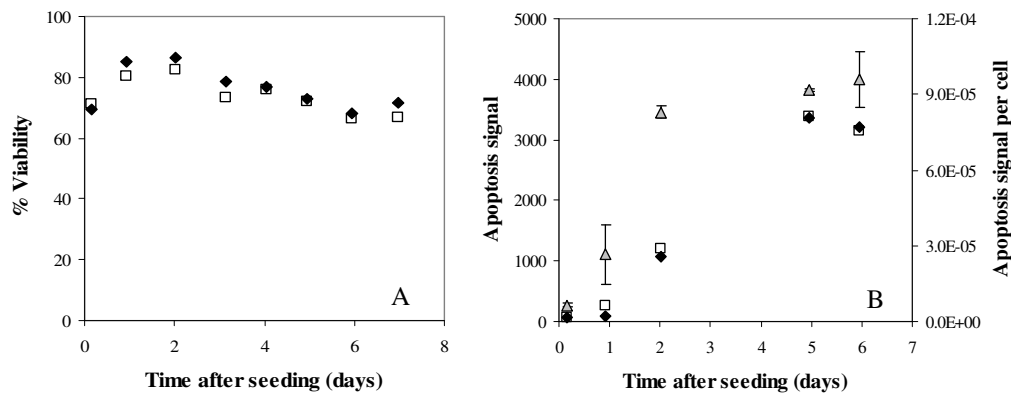 100
80
60
40
20
0
% Viability
0 2 4 6 8
Time after seeding (days)
A
5000
4000
3000
2000
1000
0
Apoptosis signal
1.2E-04
9.0E-05
6.0E-05
3.0E-05
0.0E+00
Apoptosis signal per cell
0 1 2 3 4 5 6 7
Time after seeding (days)
B